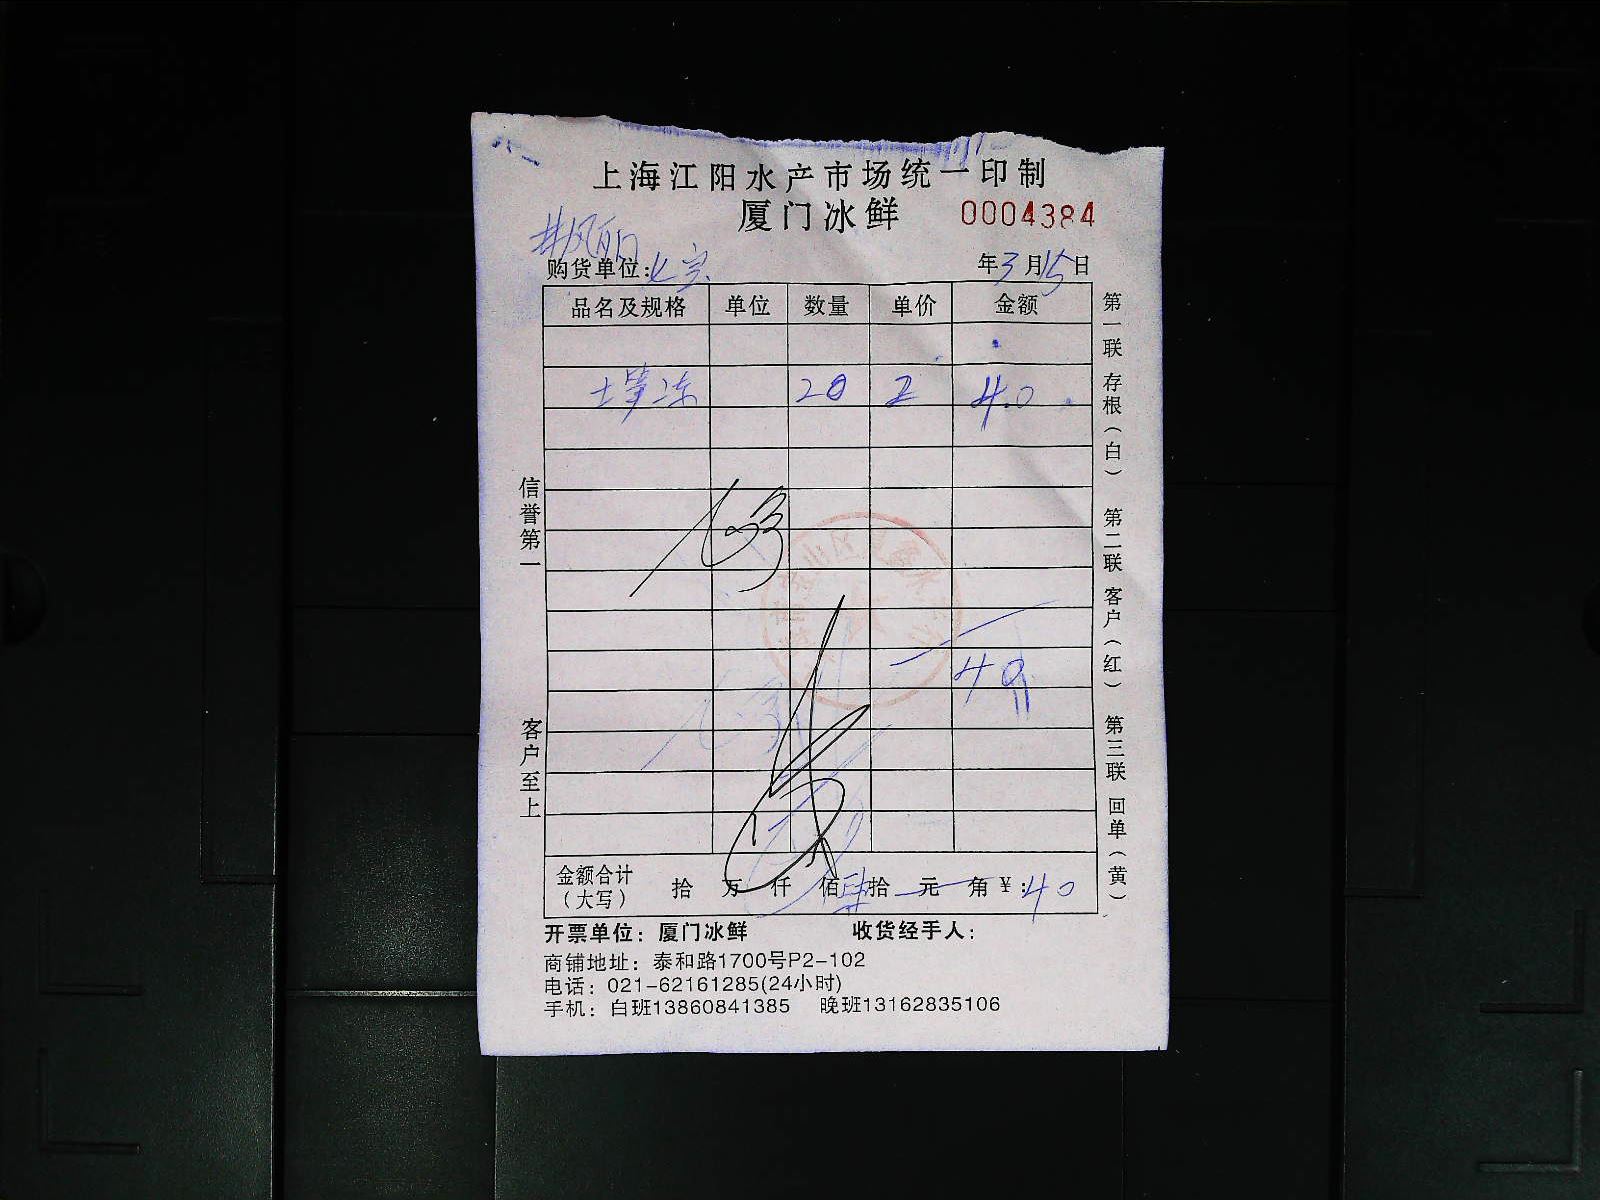 上海江阳水产市场统一印制
厦门冰鲜 0004384
购货单位: 年3月15日
品名及规格 单位 数量 单价 金额
土笋冻 20 2 40
40
金额合计(大写) 拾 万 仟 佰 肆拾 元 角 ¥:40
开票单位：厦门冰鲜 收货经手人：
商铺地址：泰和路1700号P2-102
电话：021-62161285(24小时)
手机：白班13860841385 晚班13162835106
信誉第一
客户至上
第一联 存根(白) 第二联 客户(红) 第三联 回单(黄)